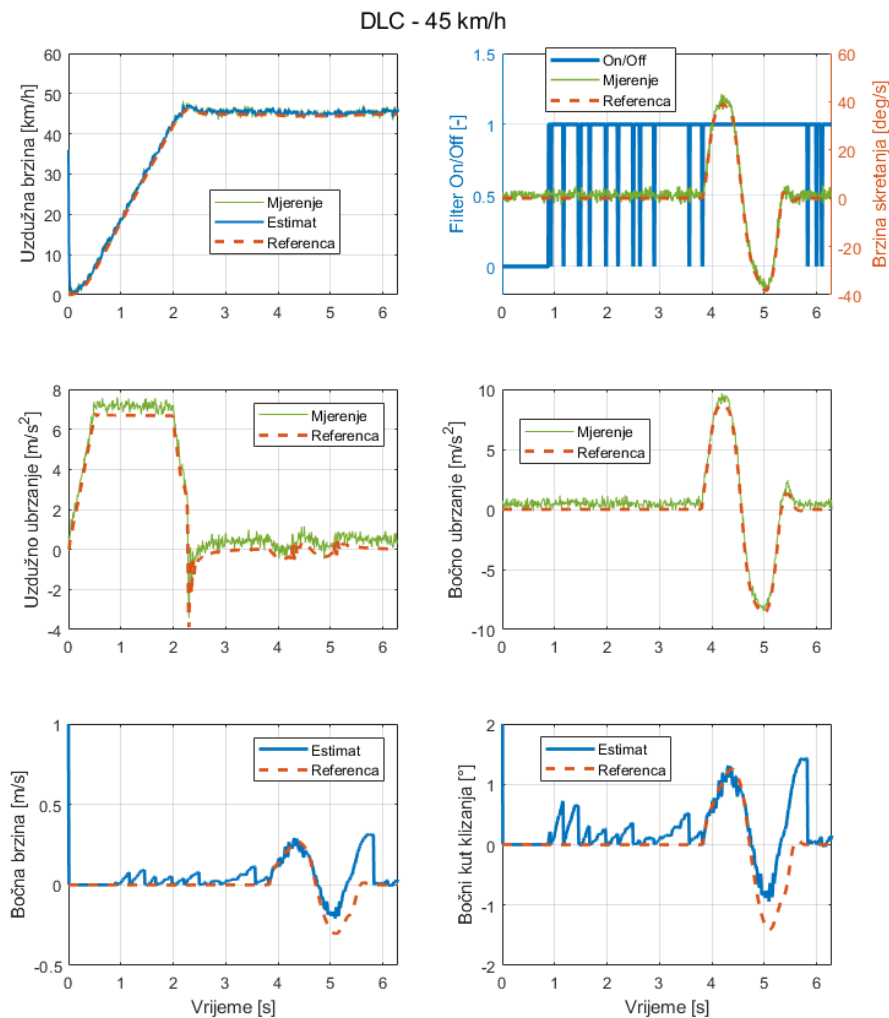 DLC - 45 km/h
Uzdužna brzina [km/h]
60
50
40
30
20
10
0
0 1 2 3 4 5 6
Mjerenje
Estimat
Referenca
Filter On/Off [-]
1.5
1
0.5
0
0 1 2 3 4 5 6
On/Off
Mjerenje
Referenca
60
40
20
0
-20
-40
Brzina skretanja [deg/s]
Uzdužno ubrzanje [m/s²]
8
6
4
2
0
-2
-4
0 1 2 3 4 5 6
Mjerenje
Referenca
Bočno ubrzanje [m/s²]
10
5
0
-5
-10
0 1 2 3 4 5 6
Mjerenje
Referenca
Bočna brzina [m/s]
1
0.5
0
-0.5
0 1 2 3 4 5 6
Vrijeme [s]
Estimat
Referenca
Bočni kut klizanja [°]
2
1
0
-1
-2
0 1 2 3 4 5 6
Vrijeme [s]
Estimat
Referenca